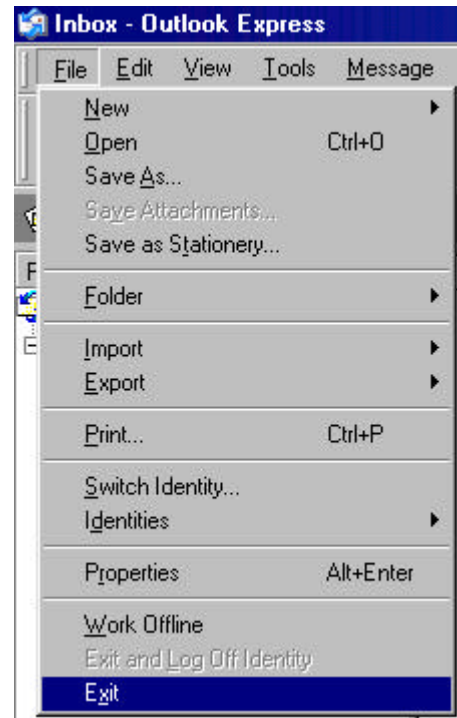 Inbox - Outlook Express
File Edit View Tools Message
New
Open Ctrl+O
Save As...
Save Attachments...
Save as Stationery...
Folder
Import
Export
Print... Ctrl+P
Switch Identity...
Identities
Properties Alt+Enter
Work Offline
Exit and Log Off Identity
Exit